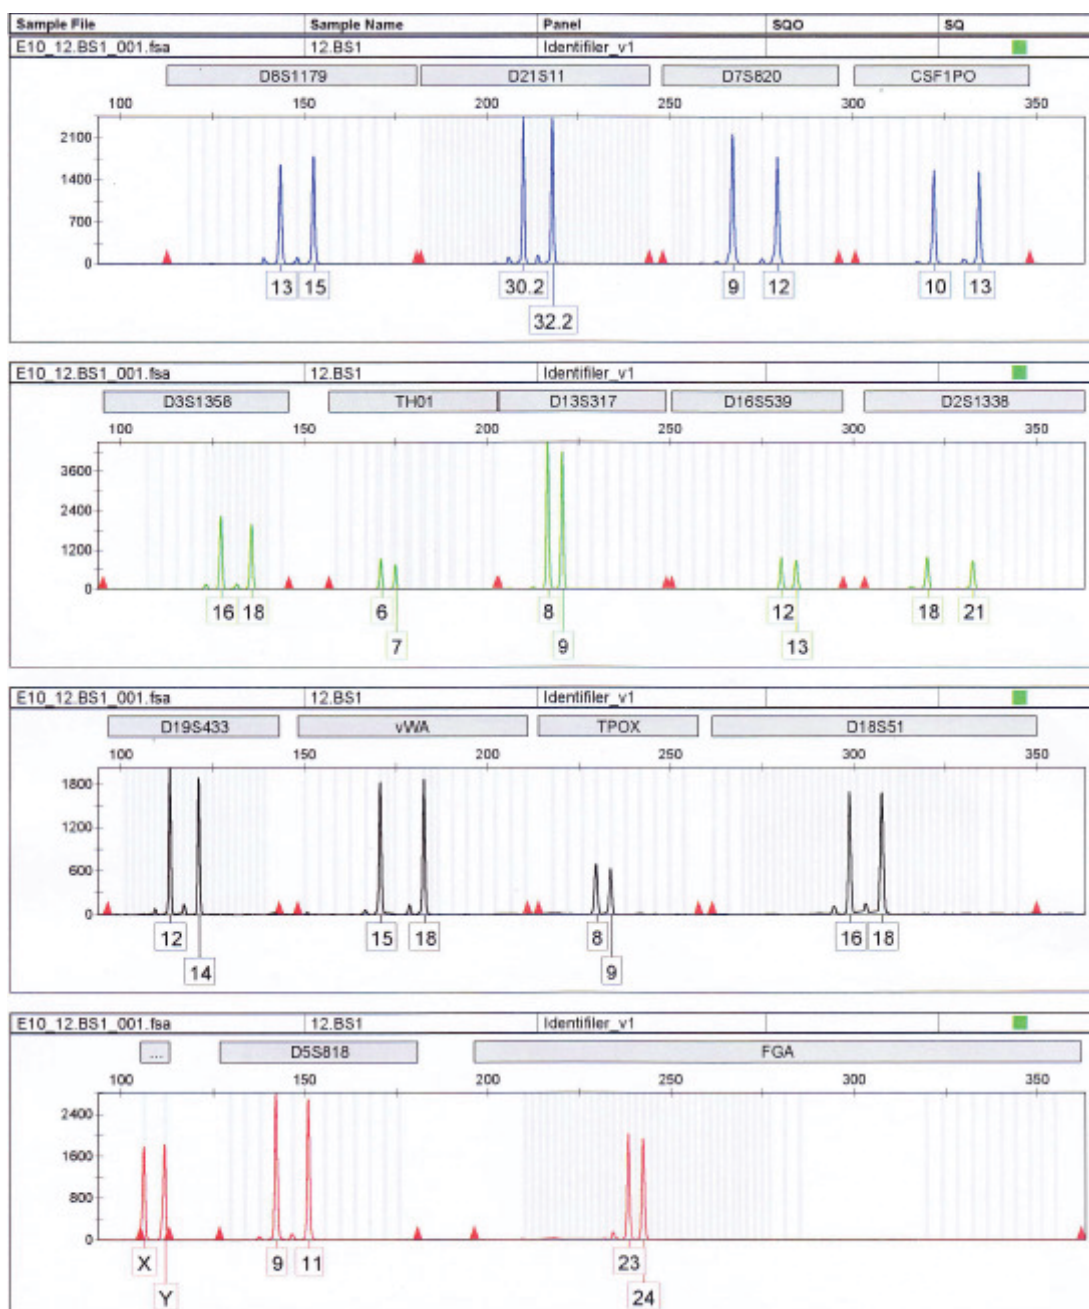 Sample File Sample Name Panel SQO SQ
E10_12.BS1_001.fsa 12.BS1 Identifiler_v1
D8S1179 D21S11 D7S820 CSF1PO
100 150 200 250 300 350
2100
1400
700
0
13 15 30.2 9 12 10 13
32.2
E10_12.BS1_001.fsa 12.BS1 Identifiler_v1
D3S1358 TH01 D13S317 D16S539 D2S1338
100 150 200 250 300 350
3600
2400
1200
0
16 18 6 8 12 18 21
7 9 13
E10_12.BS1_001.fsa 12.BS1 Identifiler_v1
D19S433 vWA TPOX D18S51
100 150 200 250 300 350
1800
1200
600
0
12 15 18 8 16 18
14 9
E10_12.BS1_001.fsa 12.BS1 Identifiler_v1
... D5S818 FGA
100 150 200 250 300 350
2400
1600
800
0
X 9 11 23
Y 24